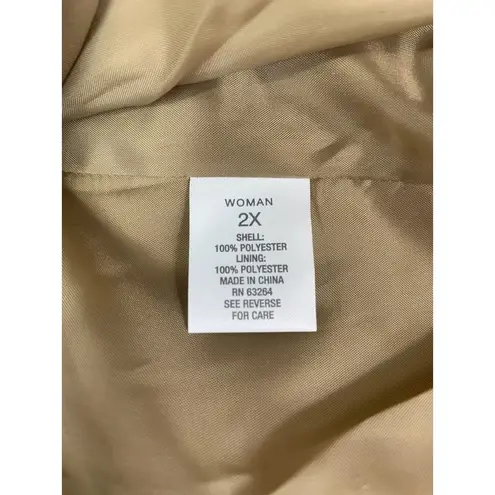 WOMAN
2X
SHELL:
100% POLYESTER
LINING:
100% POLYESTER
MADE IN CHINA
RN 63264
SEE REVERSE
FOR CARE